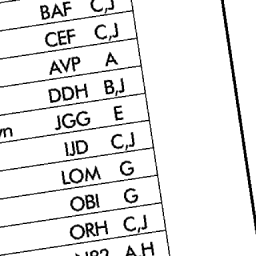 BAF C,J
CEF C,J
AVP A
DDH B,J
JGG E
IJD C,J
LOM G
OBI G
ORH C,J
A,H